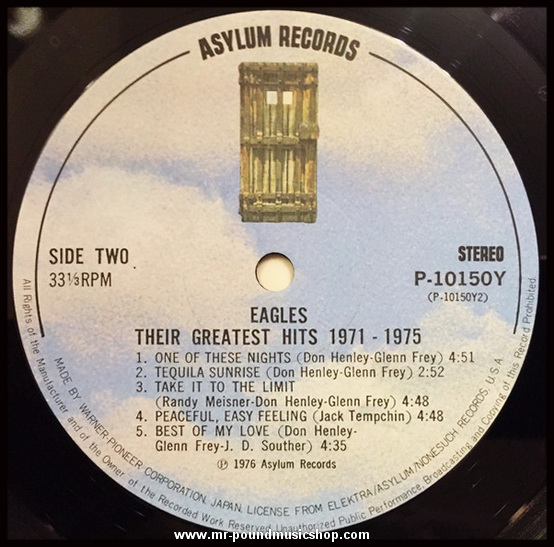 ASYLUM RECORDS
SIDE TWO
33⅓RPM
STEREO
P-10150Y
(P-10150Y2)
EAGLES
THEIR GREATEST HITS 1971 - 1975
1. ONE OF THESE NIGHTS (Don Henley-Glenn Frey) 4:51
2. TEQUILA SUNRISE (Don Henley-Glenn Frey) 2:52
3. TAKE IT TO THE LIMIT
(Randy Meisner-Don Henley-Glenn Frey) 4:48
4. PEACEFUL, EASY FEELING (Jack Tempchin) 4:48
5. BEST OF MY LOVE (Don Henley-
Glenn Frey-J. D. Souther) 4:35
Ⓟ 1976 Asylum Records
MADE BY WARNER-PIONEER CORPORATION, JAPAN, LICENSE FROM ELEKTRA/ASYLUM/NONESUCH RECORDS U.S.A.
All Rights of the Manufacturer and of the Owner of the Recorded Work Reserved. Unauthorized Public Performance, Broadcasting and Copying of this Record Prohibited.
www.mr-poundmusicshop.com